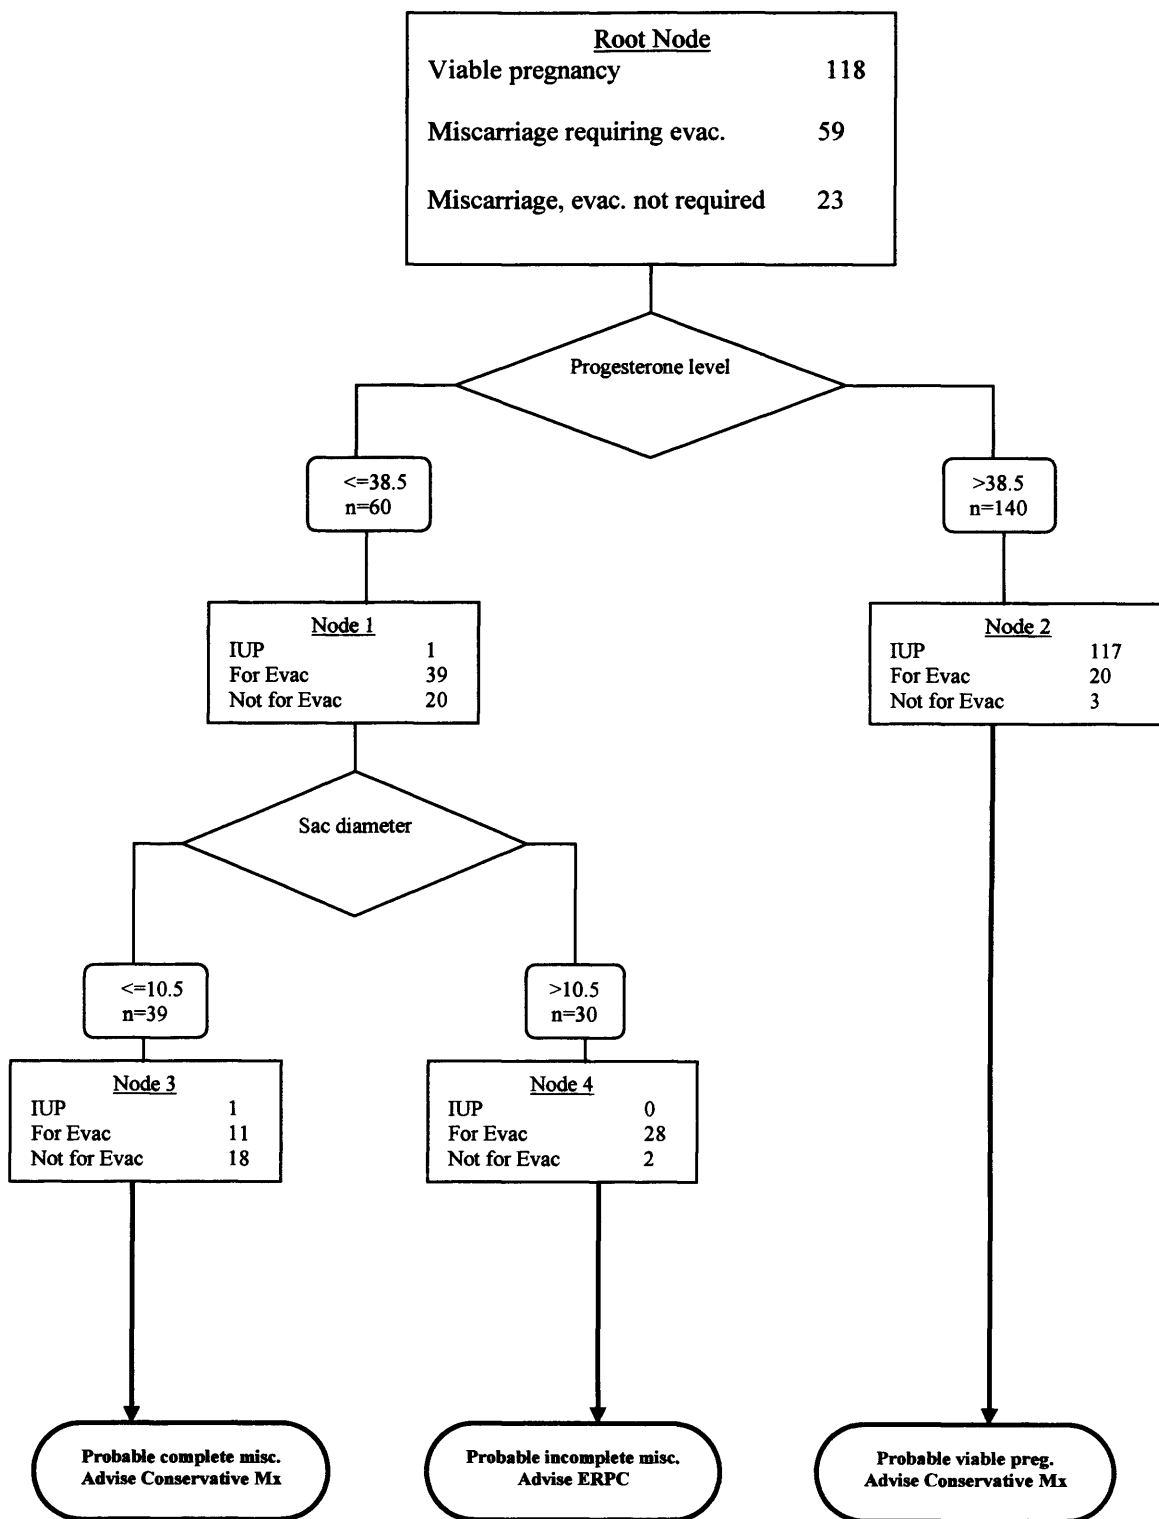 Root Node
Viable pregnancy 118
Miscarriage requiring evac. 59
Miscarriage, evac. not required 23
Progesterone level
<=38.5
n=60
>38.5
n=140
Node 1
IUP 1
For Evac 39
Not for Evac 20
Node 2
IUP 117
For Evac 20
Not for Evac 3
Sac diameter
<=10.5
n=39
>10.5
n=30
Node 3
IUP 1
For Evac 11
Not for Evac 18
Node 4
IUP 0
For Evac 28
Not for Evac 2
Probable complete misc.
Advise Conservative Mx
Probable incomplete misc.
Advise ERPC
Probable viable preg.
Advise Conservative Mx